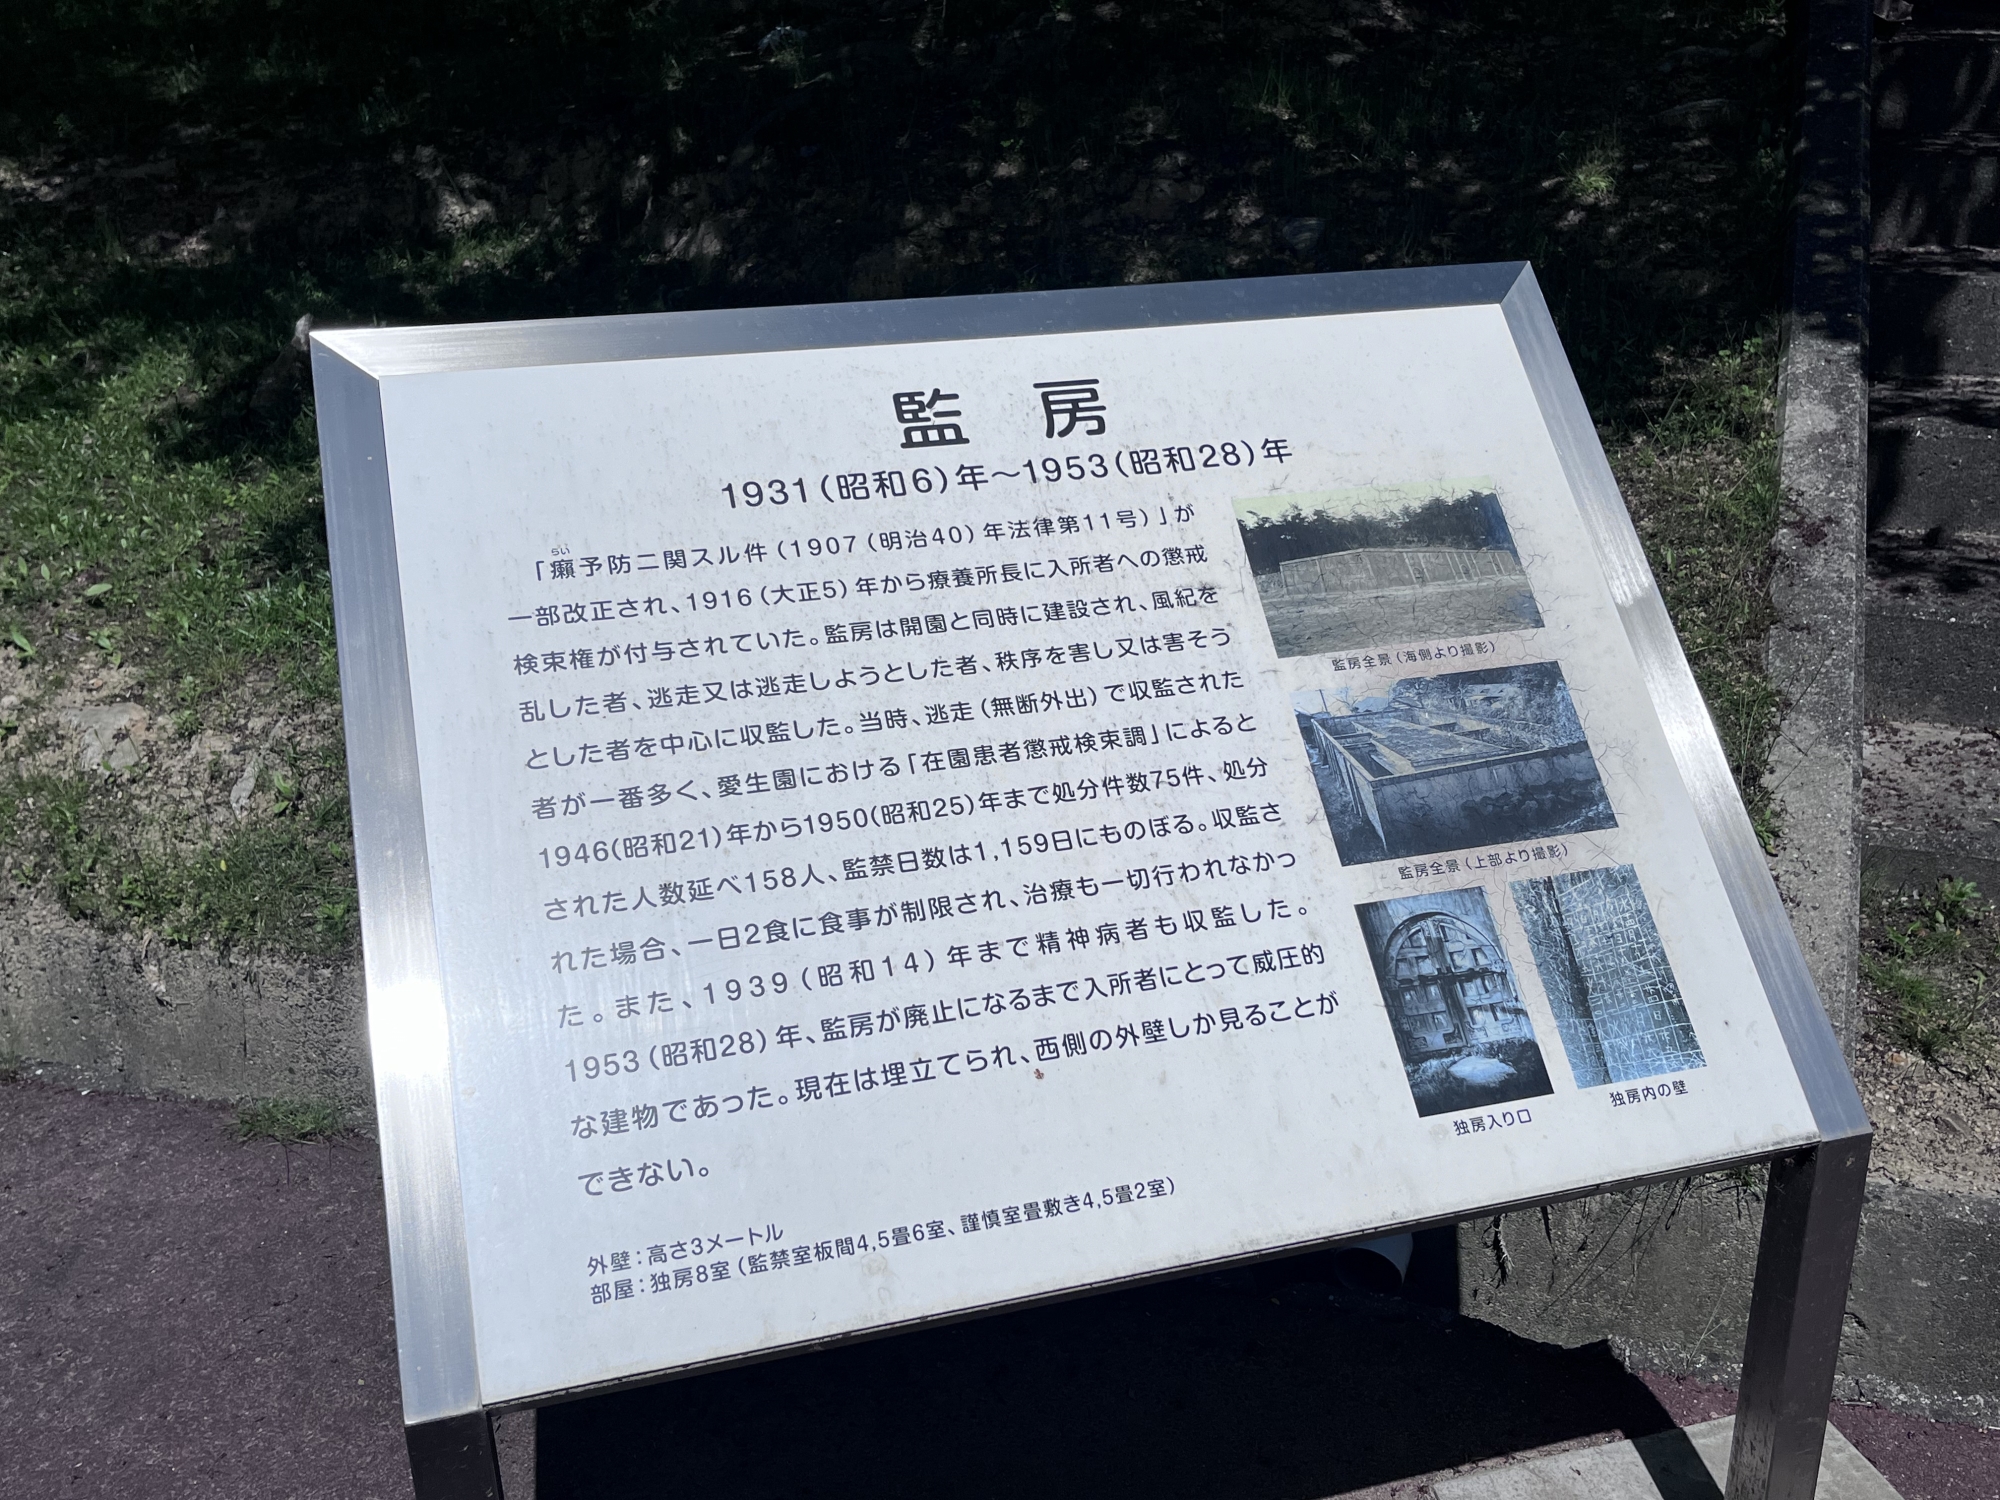 監 房
1931(昭和6)年～1953(昭和28)年
らい
「癩予防ニ関スル件(1907(明治40)年法律第11号)」が
一部改正され、1916(大正5)年から療養所長に入所者への懲戒
検束権が付与されていた。監房は開園と同時に建設され、風紀を
乱した者、逃走又は逃走しようとした者、秩序を害し又は害そう
とした者を中心に収監した。当時、逃走(無断外出)で収監された
者が一番多く、愛生園における「在園患者懲戒検束調」によると
1946(昭和21)年から1950(昭和25)年まで処分件数75件、処分
された人数延べ158人、監禁日数は1,159日にものぼる。収監さ
れた場合、一日2食に食事が制限され、治療も一切行われなかっ
た。また、1939(昭和14)年まで精神病者も収監した。
1953(昭和28)年、監房が廃止になるまで入所者にとって威圧的
な建物であった。現在は埋立てられ、西側の外壁しか見ることが
できない。
外壁:高さ3メートル
部屋:独房8室(監禁室板間4,5畳6室、謹慎室畳敷き4,5畳2室)
監房全景(海側より撮影)
監房全景(上部より撮影)
独房入り口
独房内の壁